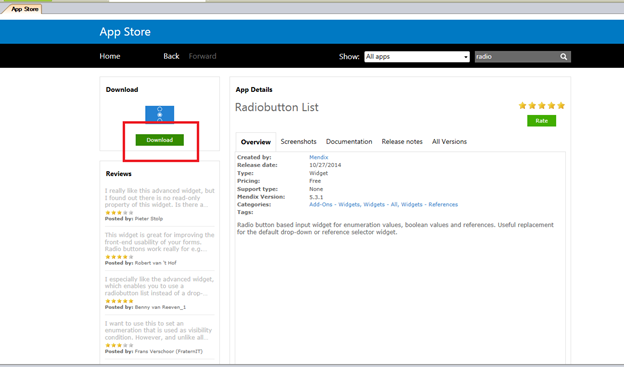 App Store
App Store
Home Back Forward Show: All apps radio
Download
Download
Reviews
I really like this advanced widget, but
I found out there is no read-only
property of this widget. Is there a...
Posted by: Pieter Stolp
This widget is great for improving the
front-end usability of your forms.
Radio buttons work really for e.g...
Posted by: Robert van 't Hof
I especially like the advanced widget,
which enables you to use a
radiobutton list instead of a drop-
Posted by: Benny van Reeven_1
I want to use this to set an
enumeration that is used as visibility
condition. However, and unlike all...
Posted by: Frans Verschoor (FraternIT)
App Details
Radiobutton List
Rate
Overview Screenshots Documentation Release notes All Versions
Created by: Mendix
Release date: 10/27/2014
Type: Widget
Pricing: Free
Support type: None
Mendix Version: 5.3.1
Categories: Add-Ons - Widgets, Widgets - All, Widgets - References
Tags:
Radio button based input widget for enumeration values, boolean values and references. Useful replacement
for the default drop-down or reference selector widget.